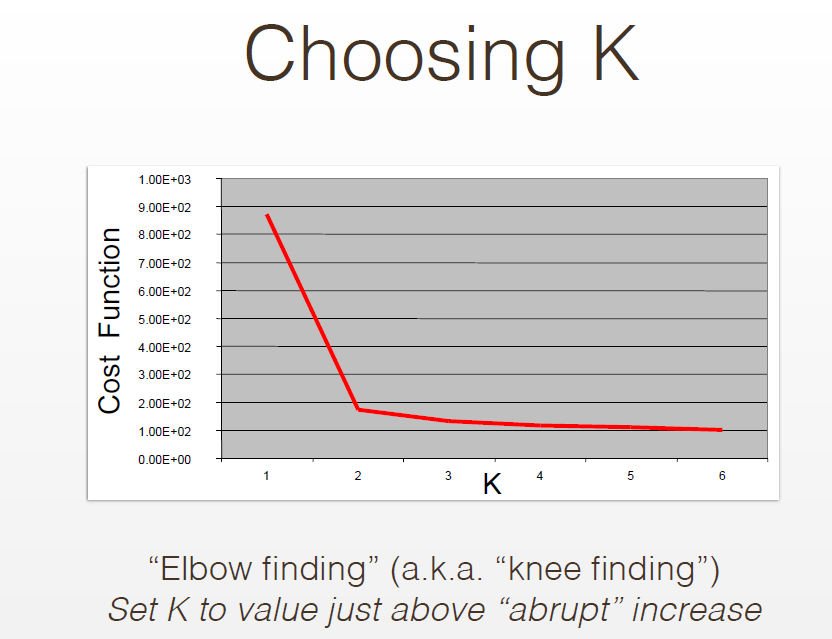 Choosing K
1.00E+03
9.00E+02
8.00E+02
7.00E+02
6.00E+02
5.00E+02
4.00E+02
3.00E+02
2.00E+02
1.00E+02
0.00E+00
Cost Function
1 2 3 4 5 6
K
“Elbow finding” (a.k.a. “knee finding”)
Set K to value just above “abrupt” increase